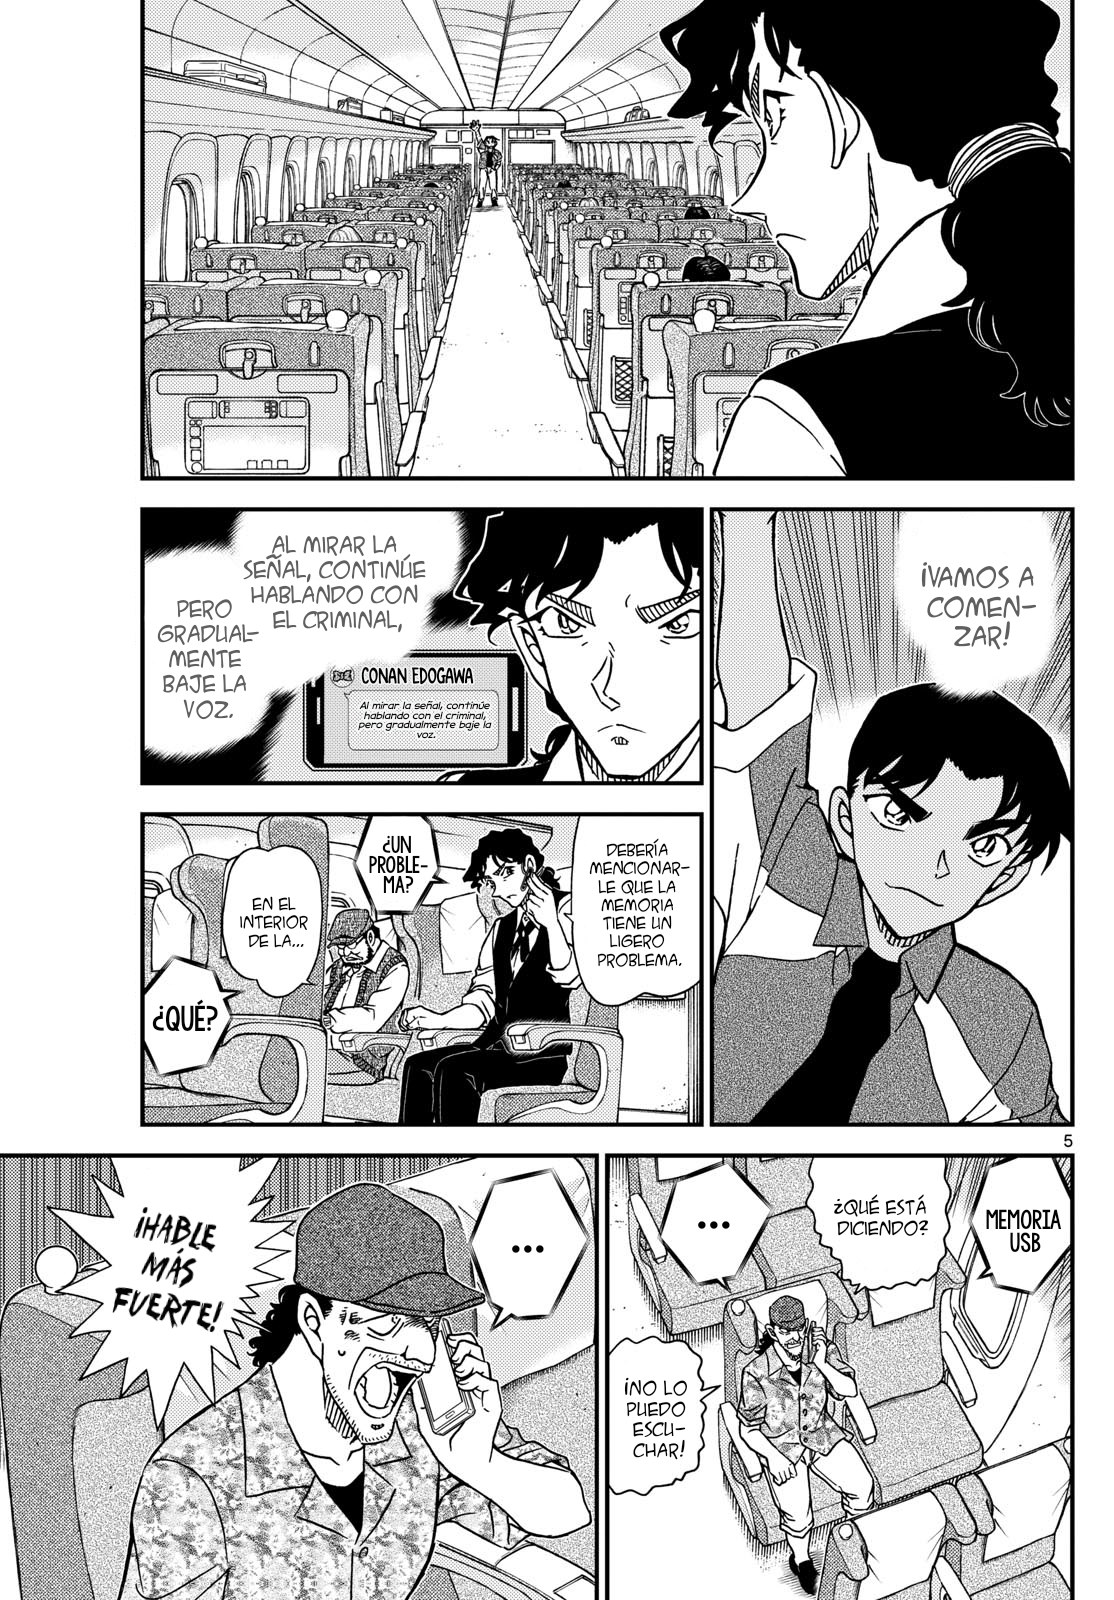 ¡VAMOS A
COMEN-
ZAR!
AL MIRAR LA
SEÑAL, CONTINÚE
HABLANDO CON
EL CRIMINAL,
PERO
GRADUAL-
MENTE
BAJE LA
VOZ.
CONAN EDOGAWA
Al mirar la señal, continúe
hablando con el criminal,
pero gradualmente baje la
voz.
DEBERÍA
MENCIONAR-
LE QUE LA
MEMORIA
TIENE UN
LIGERO
PROBLEMA.
¿UN
PROBLE-
MA?
EN EL
INTERIOR
DE LA...
¿QUÉ?
5
MEMORIA
USB
¿QUÉ ESTÁ
DICIENDO?
...
¡NO LO
PUEDO
ESCU-
CHAR!
...
¡HABLE
MÁS
FUERTE!